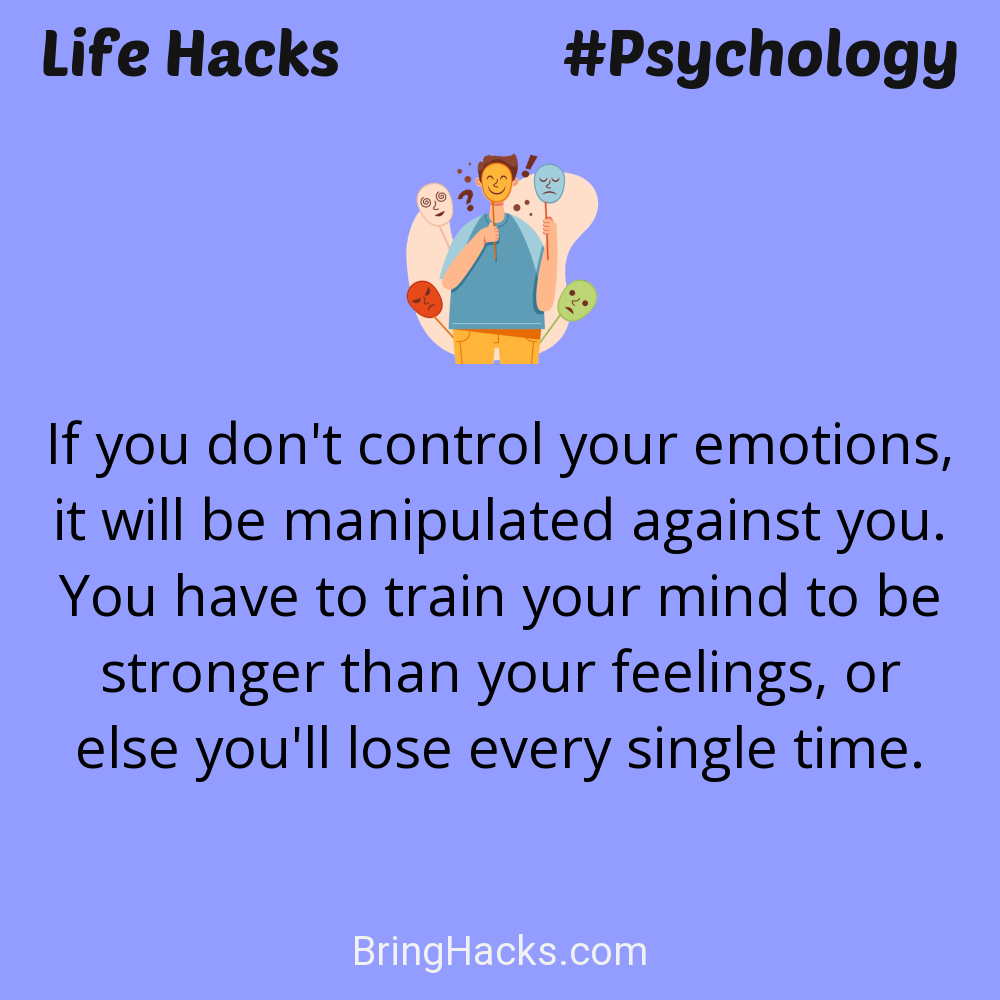 Life Hacks #Psychology
If you don't control your emotions,
it will be manipulated against you.
You have to train your mind to be
stronger than your feelings, or
else you'll lose every single time.
BringHacks.com